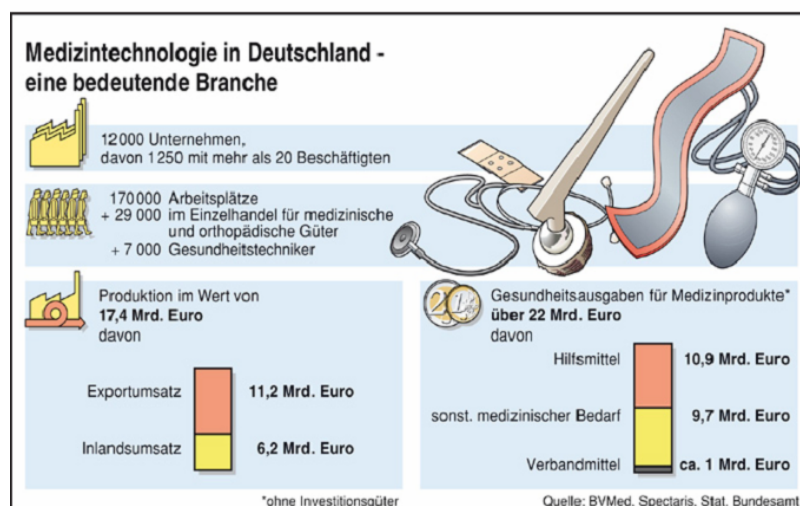 Medizintechnologie in Deutschland -
eine bedeutende Branche
12000 Unternehmen,
davon 1250 mit mehr als 20 Beschäftigten
170000 Arbeitsplätze
+ 29000 im Einzelhandel für medizinische
und orthopädische Güter
+ 7000 Gesundheitstechniker
Produktion im Wert von
17,4 Mrd. Euro
davon
Exportumsatz 11,2 Mrd. Euro
Inlandsumsatz 6,2 Mrd. Euro
*ohne Investitionsgüter
2 1
Gesundheitsausgaben für Medizinprodukte*
über 22 Mrd. Euro
davon
Hilfsmittel 10,9 Mrd. Euro
sonst. medizinischer Bedarf 9,7 Mrd. Euro
Verbandmittel ca. 1 Mrd. Euro
Quelle: BVMed, Spectaris, Stat. Bundesamt